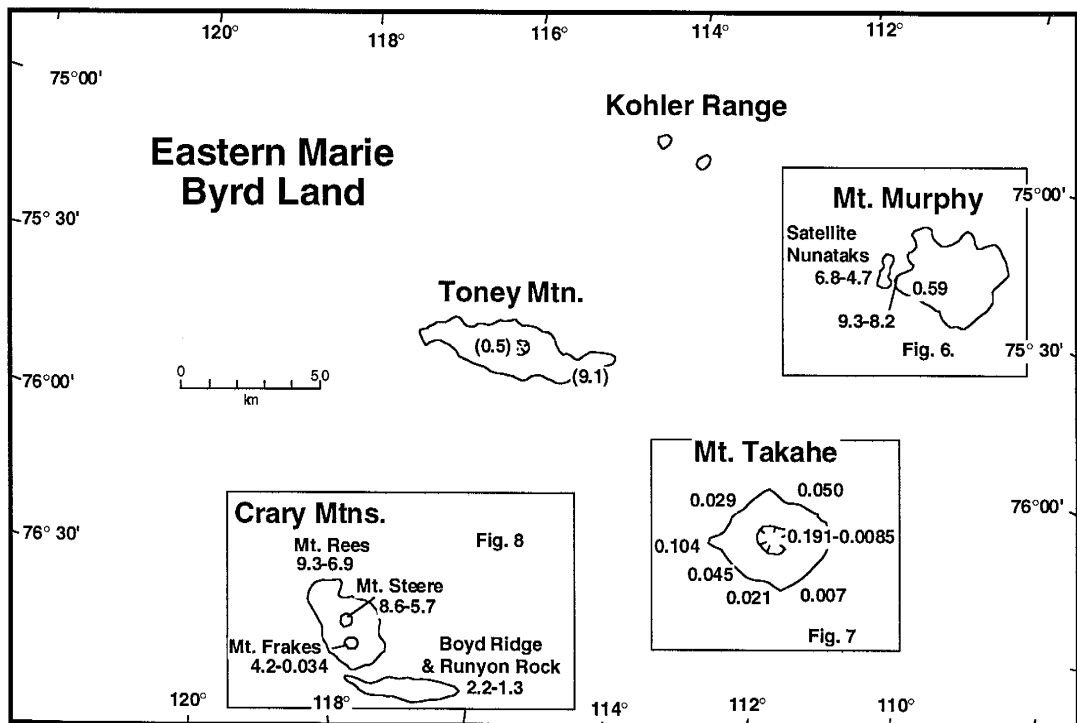 120°
118°
116°
114°
112°
75°00'
Kohler Range
Eastern Marie
Byrd Land
Mt. Murphy
75°00'
75° 30'
Satellite
Nunataks
6.8-4.7
0.59
9.3-8.2
Fig. 6.
75° 30'
Toney Mtn.
(0.5)
(9.1)
76°00'
0
50
km
Mt. Takahe
0.029
0.050
76°00'
0.104
0.191-0.0085
0.045
0.021
0.007
Fig. 7
76° 30'
Crary Mtns.
Fig. 8
Mt. Rees
9.3-6.9
Mt. Steere
8.6-5.7
Mt. Frakes
4.2-0.034
Boyd Ridge
& Runyon Rock
2.2-1.3
120°
118°
116°
114°
112°
110°